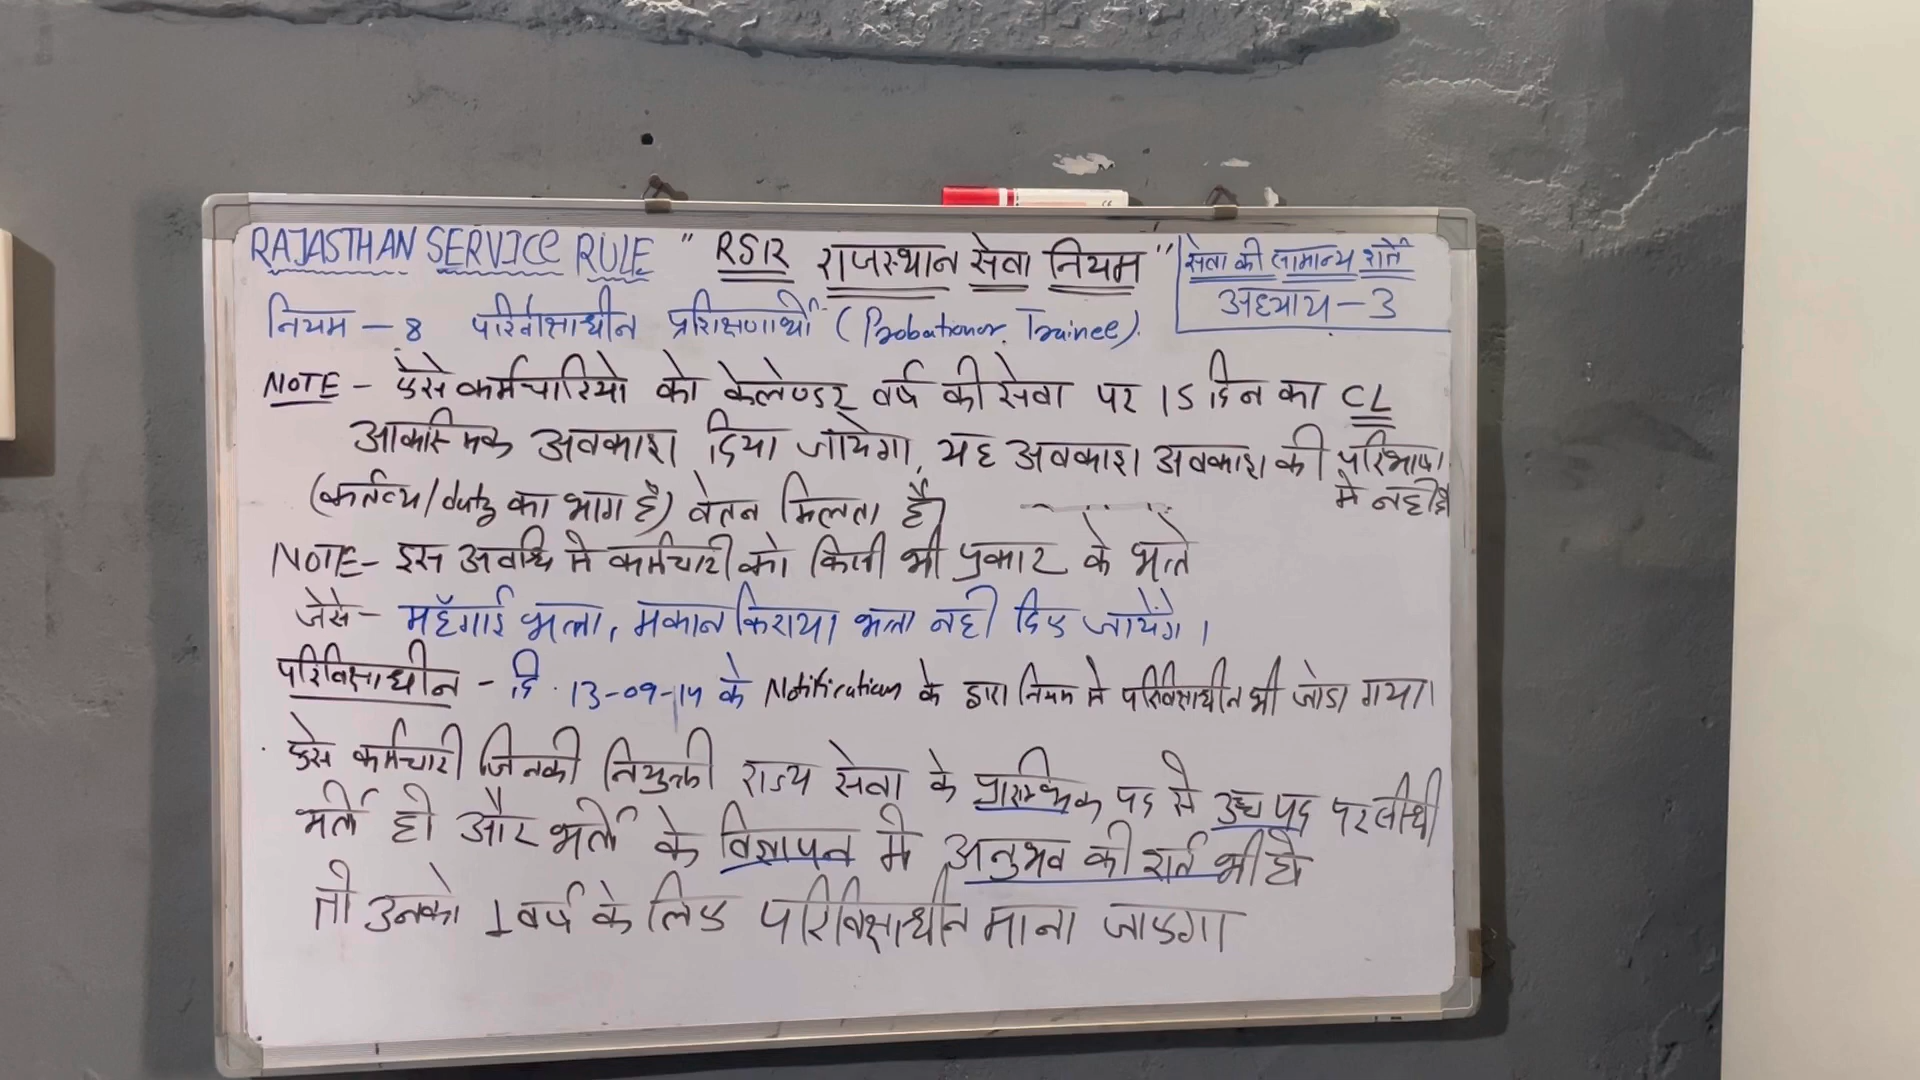 RAJASTHAN SERVICE RULE "RSR राजस्थान सेवा नियम"
सेवा की सामान्य शर्ते
अध्याय - 3
नियम - 8 परिवीक्षाधीन प्रशिक्षणार्थी (Probationer Trainee).
NOTE - ऐसे कर्मचारियो को केलेण्डर वर्ष की सेवा पर 15 दिन का CL
आकस्मिक अवकाश दिया जायेगा, यह अवकाश अवकाश की परिभाषा
मे नही है
(कर्तव्य/duty का भाग है) वेतन मिलता है
NOTE- इस अवधि मे कर्मचारी को किसी भी प्रकार के भत्ते
जैसे - महँगाई भत्ता, मकान किराया भत्ता नही दिए जायेंगे।
परिविक्षाधीन - दि. 13-09-14 के Notification के द्वारा नियम मे परिविक्षाधीन भी जोडा गया।
ऐसे कर्मचारी जिनकी नियुक्ती राज्य सेवा के प्रारम्भिक पद से उच्च पद पर सीधी
भर्ती हो और भर्ती के विज्ञापन मे अनुभव की शर्त भी हो
तो उनको 1 वर्ष के लिए परिविक्षाधीन माना जाएगा